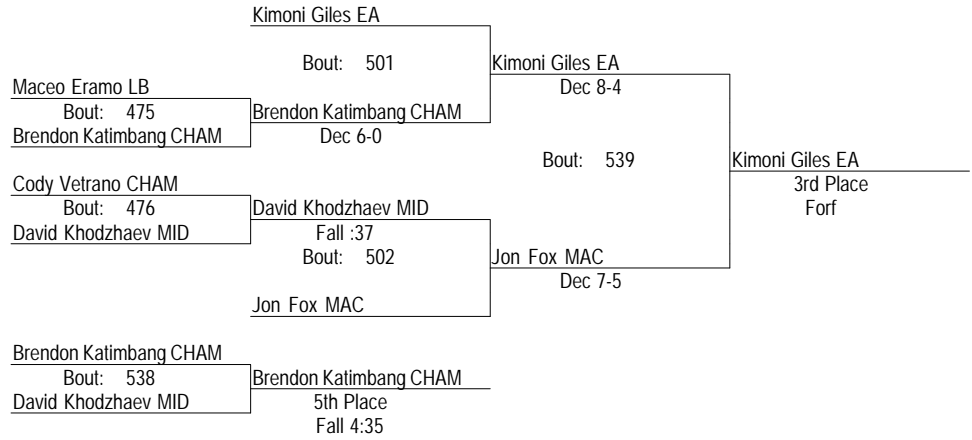 Kimoni Giles EA
Bout: 501
Kimoni Giles EA
Dec 8-4
Maceo Eramo LB
Bout: 475
Brendon Katimbang CHAM
Brendon Katimbang CHAM
Dec 6-0
Bout: 539
Kimoni Giles EA
3rd Place
Forf
Cody Vetrano CHAM
Bout: 476
David Khodzhaev MID
David Khodzhaev MID
Fall :37
Bout: 502
Jon Fox MAC
Dec 7-5
Jon Fox MAC
Brendon Katimbang CHAM
Bout: 538
David Khodzhaev MID
Brendon Katimbang CHAM
5th Place
Fall 4:35